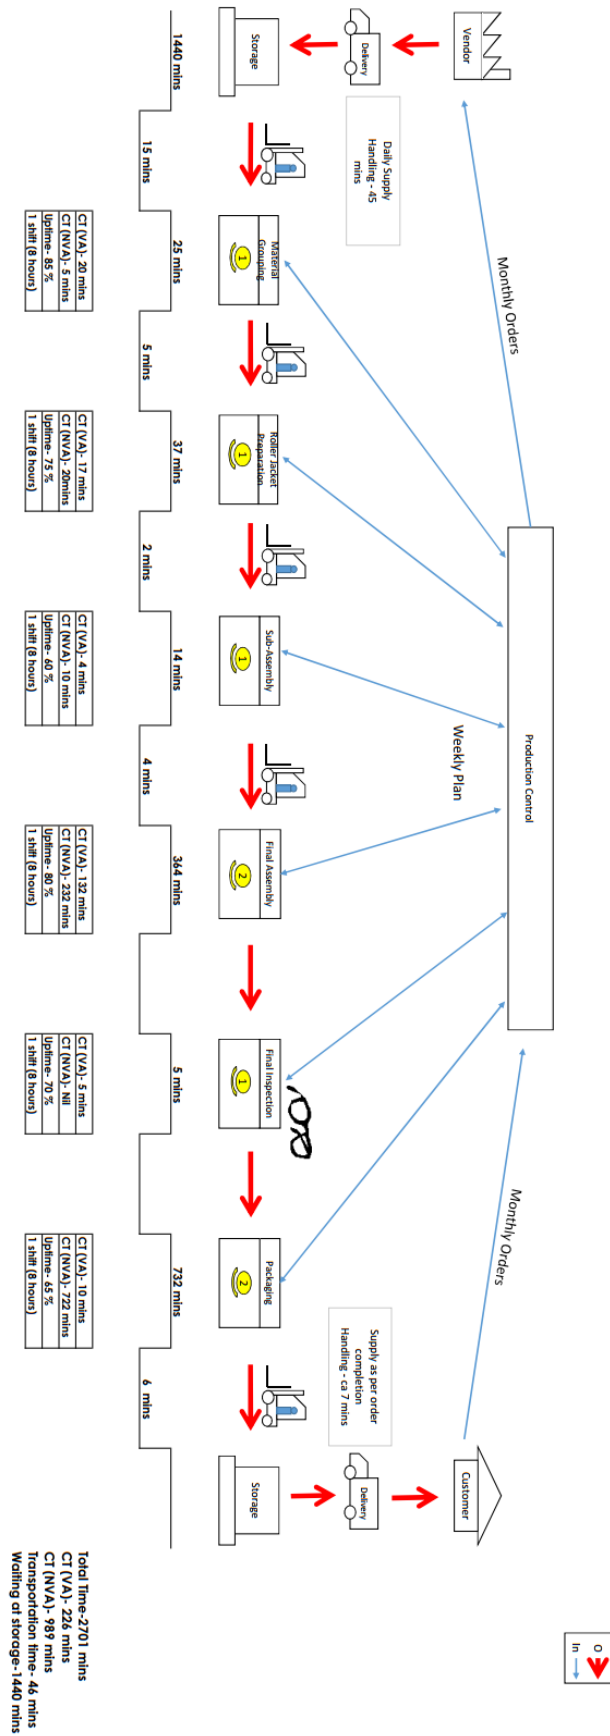 Vendor
Monthly Orders
Production Control
Monthly Orders
Customer
O
In
Delivery
Daily Supply
Handling - 45
mins
Weekly Plan
Supply as per order
completion
Handling - ca 7 mins
Delivery
Storage
Material
Grouping
1
Roller Jacket
Preparation
1
Sub-Assembly
1
Final Assembly
2
Final Inspection
1
Packaging
2
Storage
1440 mins
15 mins
25 mins
5 mins
37 mins
2 mins
14 mins
4 mins
364 mins
5 mins
732 mins
6 mins
CT (VA)- 20 mins
CT (NVA)- 5 mins
Uptime- 85 %
1 shift (8 hours)
CT (VA)- 17 mins
CT (NVA)- 20mins
Uptime- 75 %
1 shift (8 hours)
CT (VA)- 4 mins
CT (NVA)- 10 mins
Uptime- 60 %
1 shift (8 hours)
CT (VA)- 132 mins
CT (NVA)- 232 mins
Uptime- 80 %
1 shift (8 hours)
CT (VA)- 5 mins
CT (NVA)- Nil
Uptime- 70 %
1 shift (8 hours)
CT (VA)- 10 mins
CT (NVA)- 722 mins
Uptime- 65 %
1 shift (8 hours)
Total Time-2701 mins
CT (VA)- 226 mins
CT (NVA)- 989 mins
Transportation time- 46 mins
Waiting at storage-1440 mins